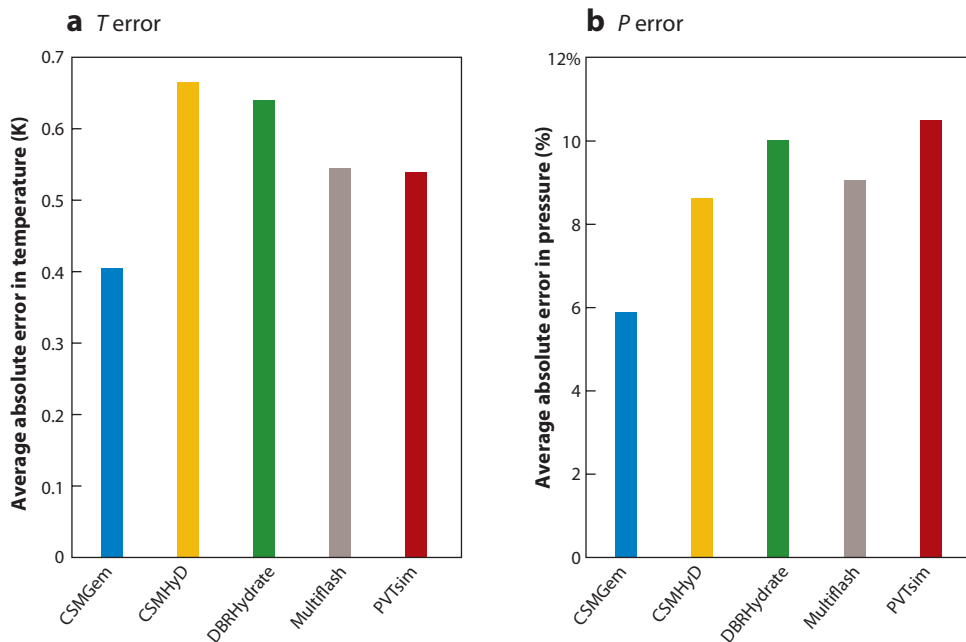 a T error
Average absolute error in temperature (K)
0.7
0.6
0.5
0.4
0.3
0.2
0.1
0
CSMGem
CSMHyD
DBRHydrate
Multiflash
PVTsim
b P error
Average absolute error in pressure (%)
12%
10
8
6
4
2
0
CSMGem
CSMHyD
DBRHydrate
Multiflash
PVTsim